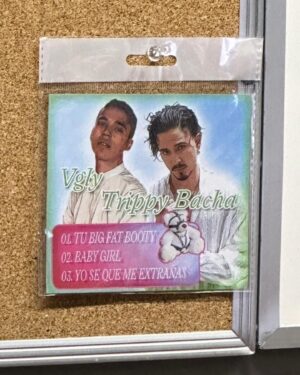 Vgly
Trippy Bacha
01. TU BIG FAT BOOTY
02. BABY GIRL
03. YO SE QUE ME EXTRAÑAS